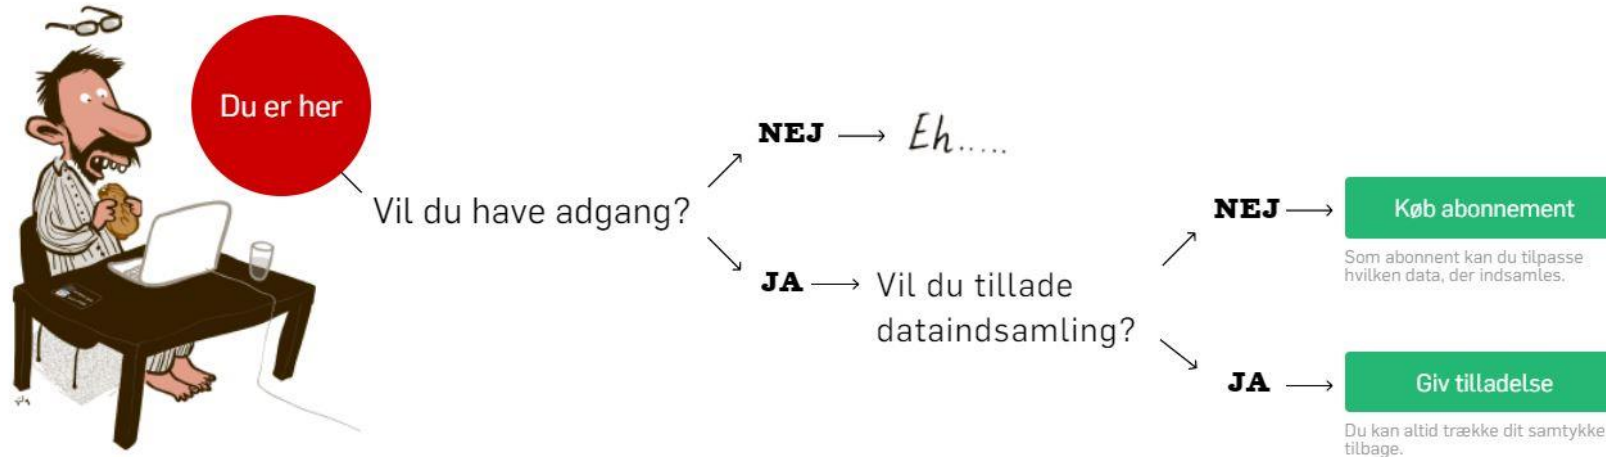 Du er her
Vil du have adgang?
NEJ
Eh.....
JA
Vil du tillade
dataindsamling?
NEJ
Køb abonnement
Som abonnent kan du tilpasse
hvilken data, der indsamles.
JA
Giv tilladelse
Du kan altid trække dit samtykke
tilbage.